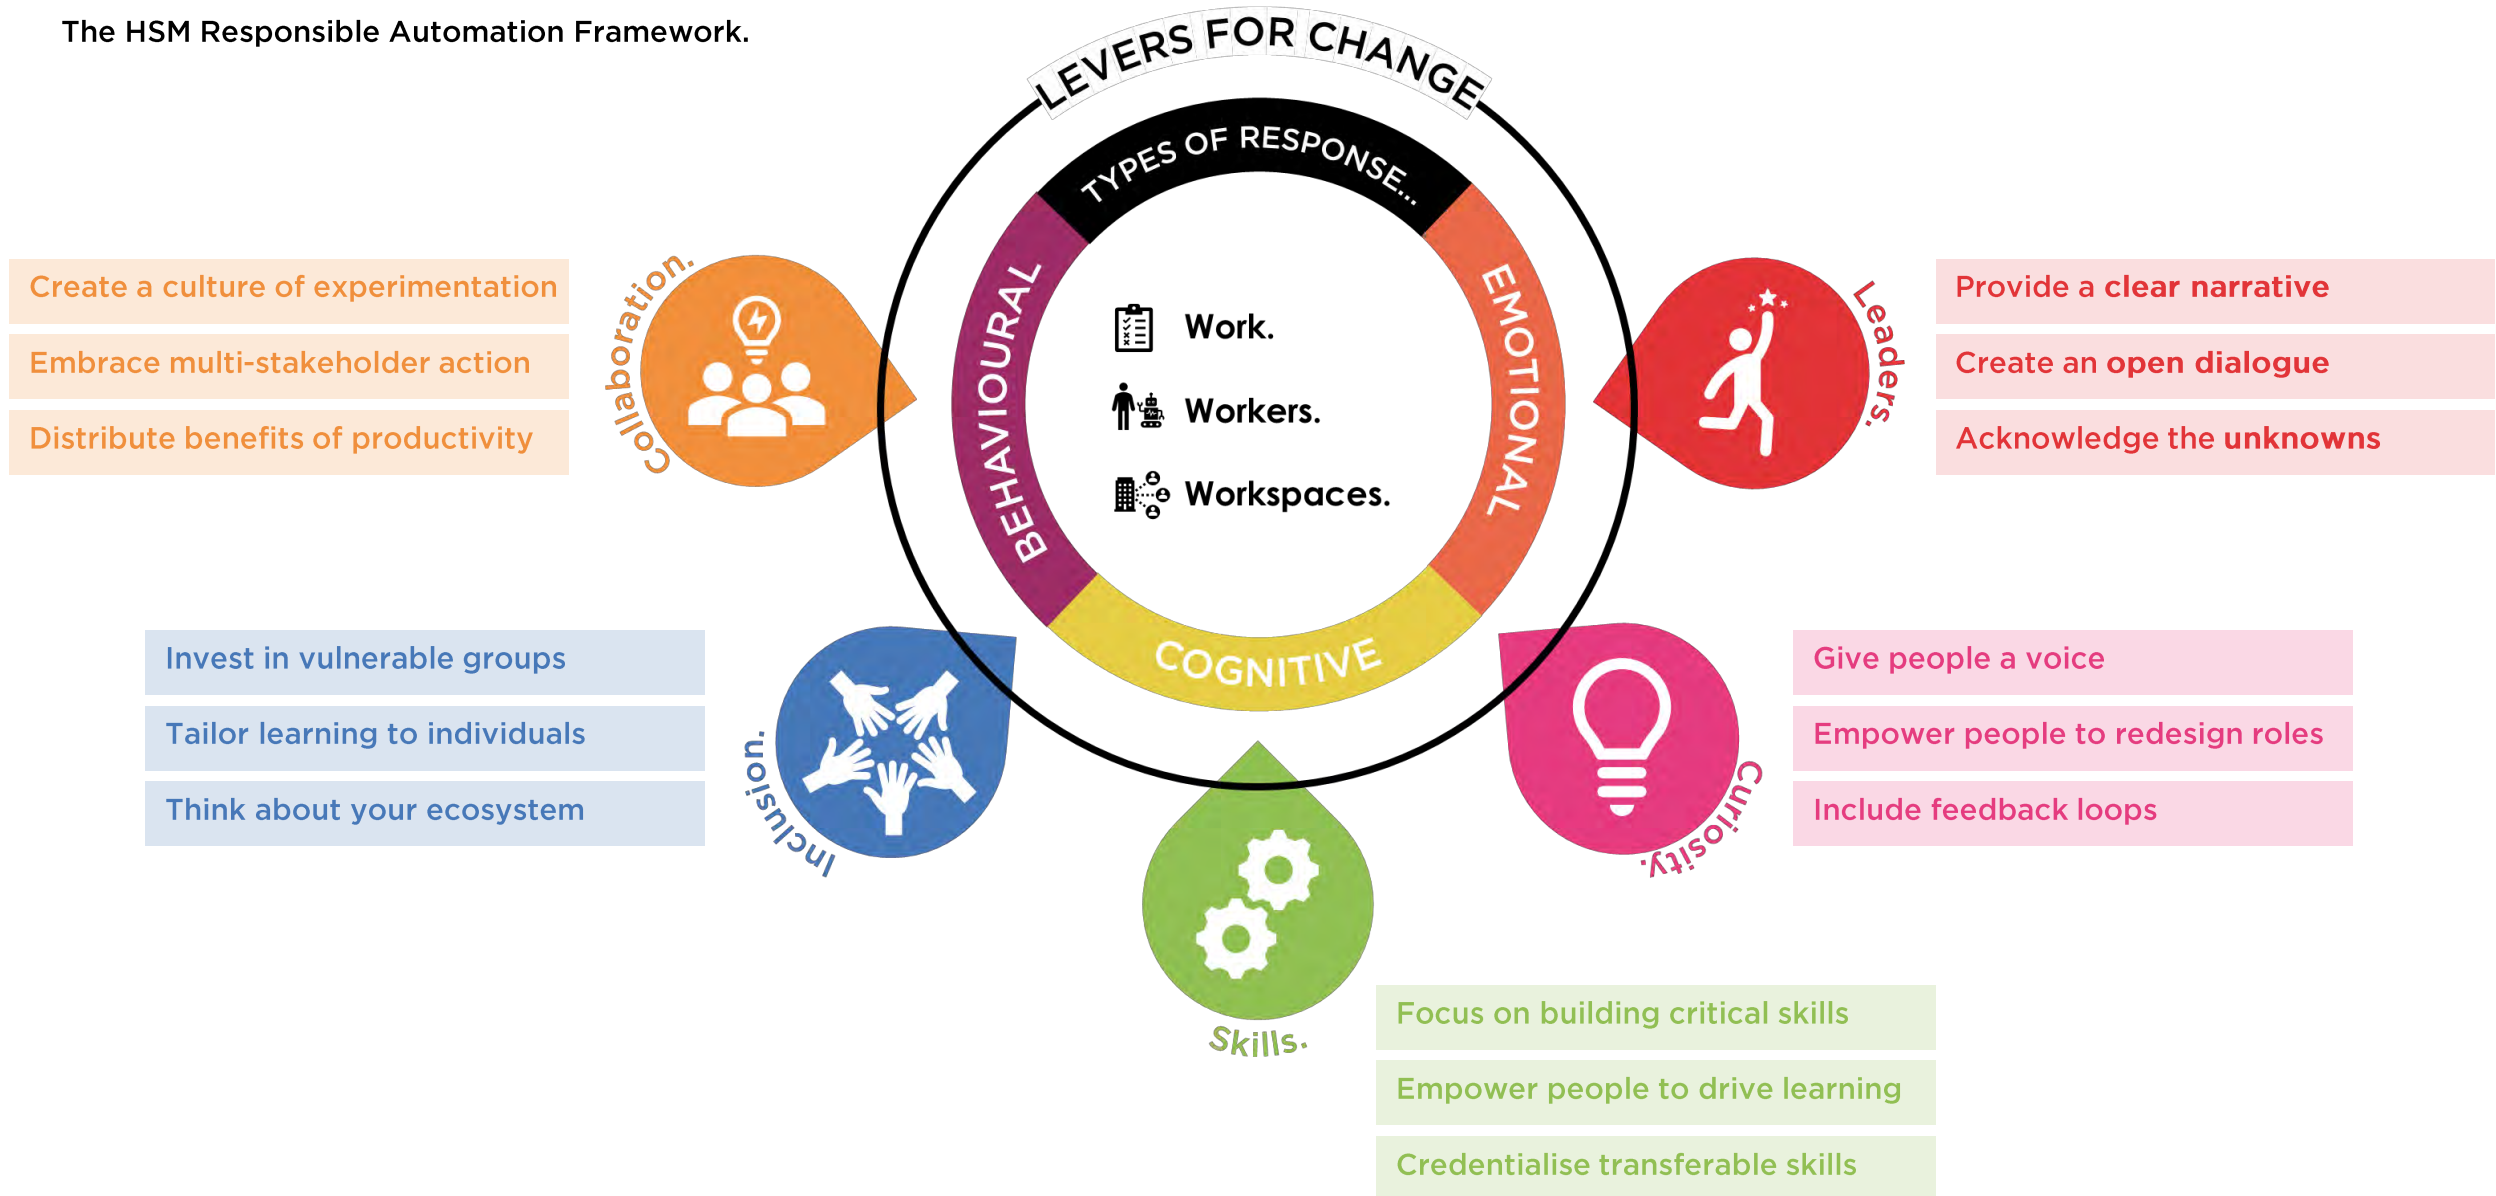 The HSM Responsible Automation Framework.
LEVERS FOR CHANGE
TYPES OF RESPONSE...
BEHAVIOURAL
EMOTIONAL
COGNITIVE
Work.
Workers.
Workspaces.
Collaboration.
Create a culture of experimentation
Embrace multi-stakeholder action
Distribute benefits of productivity
Leaders.
Provide a clear narrative
Create an open dialogue
Acknowledge the unknowns
Inclusion.
Invest in vulnerable groups
Tailor learning to individuals
Think about your ecosystem
Curiosity.
Give people a voice
Empower people to redesign roles
Include feedback loops
Skills.
Focus on building critical skills
Empower people to drive learning
Credentialise transferable skills